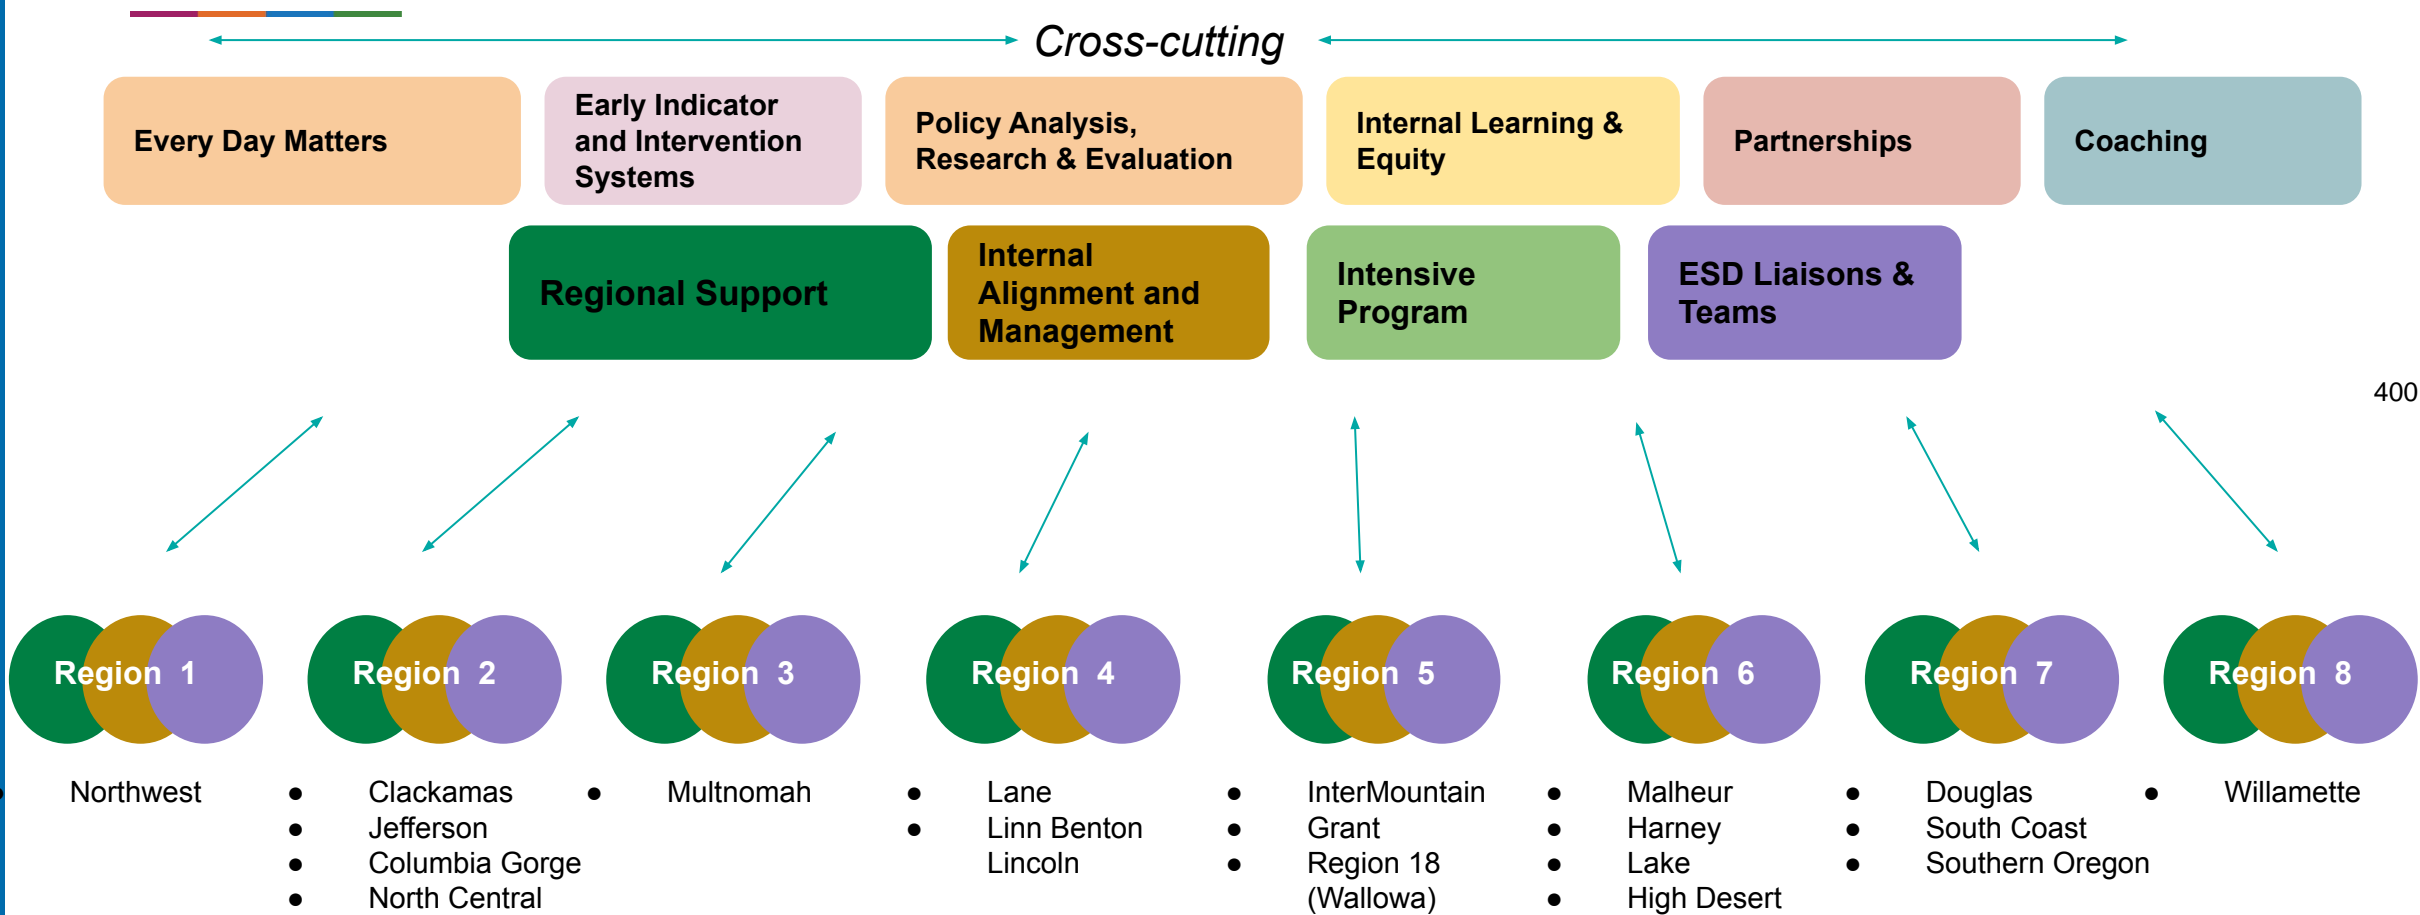 Cross-cutting
Every Day Matters
Early Indicator
and Intervention
Systems
Policy Analysis,
Research & Evaluation
Internal Learning &
Equity
Partnerships
Coaching
Regional Support
Internal
Alignment and
Management
Intensive
Program
ESD Liaisons &
Teams
400
Region 1
Region 2
Region 3
Region 4
Region 5
Region 6
Region 7
Region 8
● Northwest
● Clackamas
● Jefferson
● Columbia Gorge
● North Central
● Multnomah
● Lane
● Linn Benton
Lincoln
● InterMountain
● Grant
● Region 18
(Wallowa)
● Malheur
● Harney
● Lake
● High Desert
● Douglas
● South Coast
● Southern Oregon
● Willamette